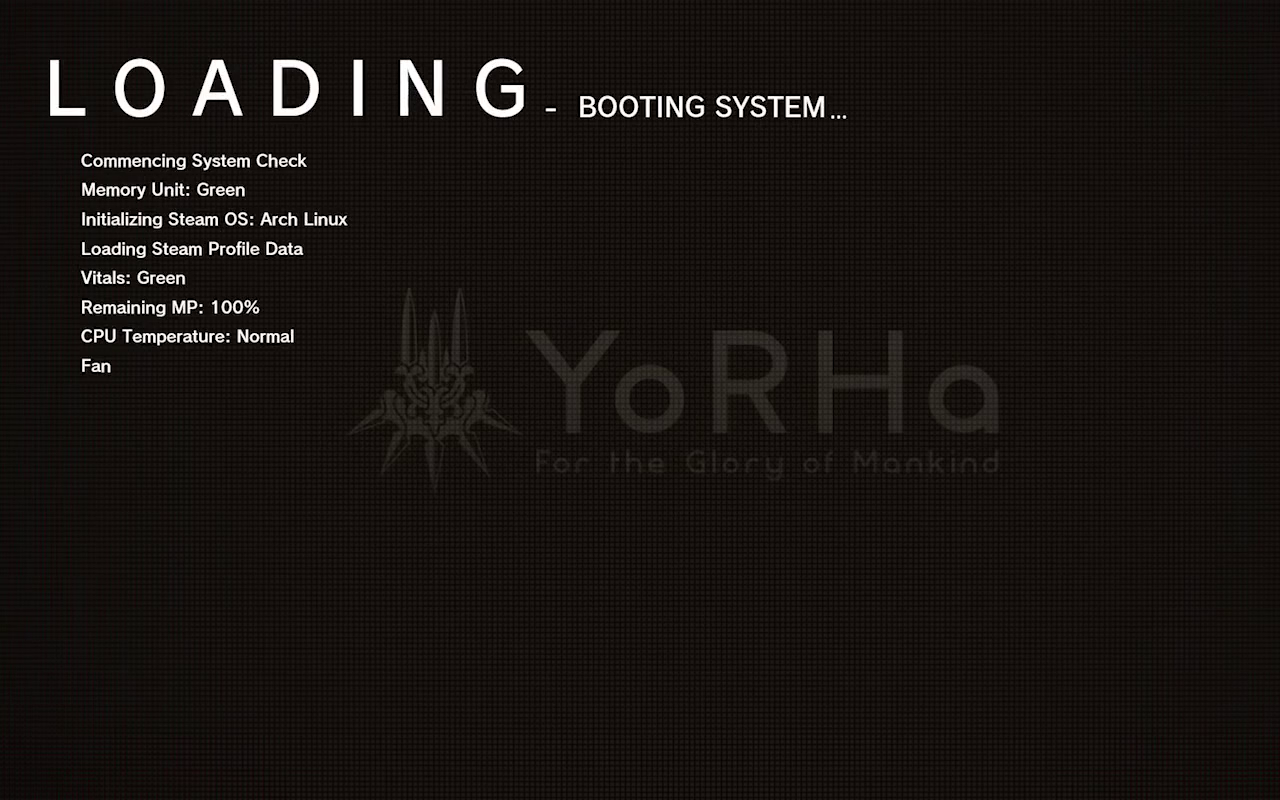 LOADING - BOOTING SYSTEM...
Commencing System Check
Memory Unit: Green
Initializing Steam OS: Arch Linux
Loading Steam Profile Data
Vitals: Green
Remaining MP: 100%
CPU Temperature: Normal
Fan
YoRHa
For the Glory of Mankind